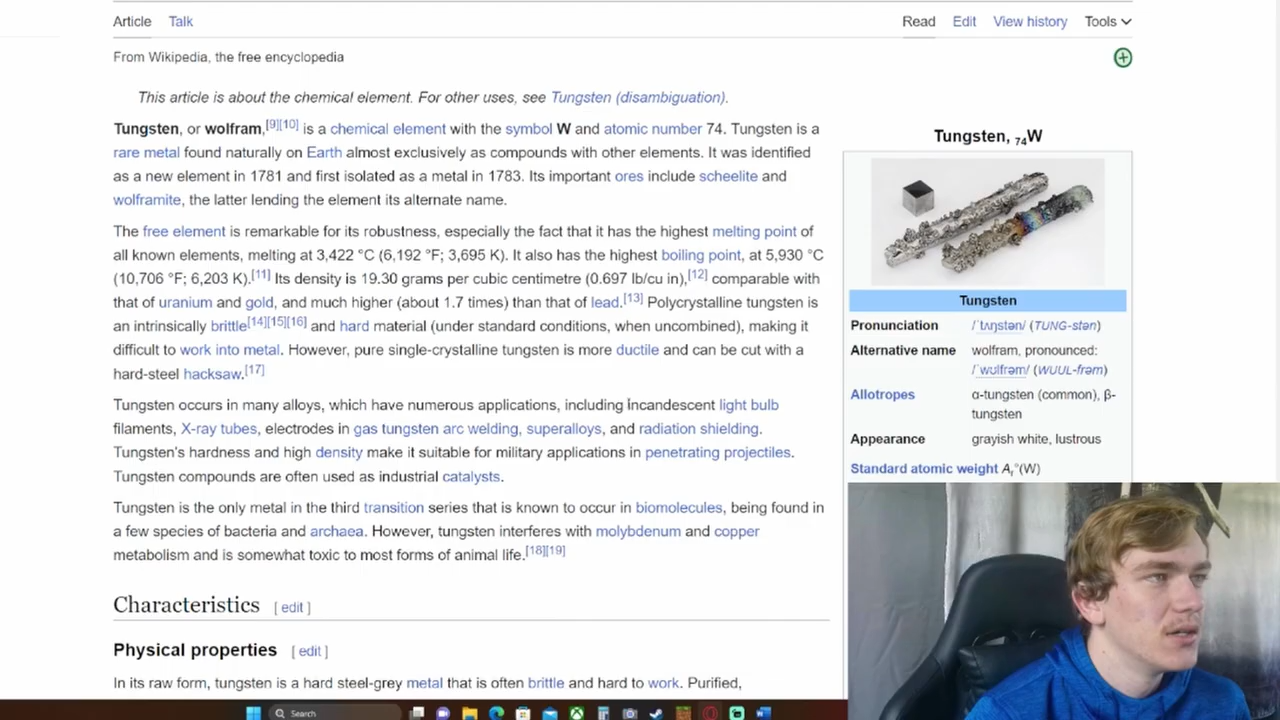 Article Talk Read Edit View history Tools
From Wikipedia, the free encyclopedia
This article is about the chemical element. For other uses, see Tungsten (disambiguation).
Tungsten, or wolfram,[9][10] is a chemical element with the symbol W and atomic number 74. Tungsten is a
rare metal found naturally on Earth almost exclusively as compounds with other elements. It was identified
as a new element in 1781 and first isolated as a metal in 1783. Its important ores include scheelite and
wolframite, the latter lending the element its alternate name.
The free element is remarkable for its robustness, especially the fact that it has the highest melting point of
all known elements, melting at 3,422 °C (6,192 °F; 3,695 K). It also has the highest boiling point, at 5,930 °C
(10,706 °F; 6,203 K).[11] Its density is 19.30 grams per cubic centimetre (0.697 lb/cu in),[12] comparable with
that of uranium and gold, and much higher (about 1.7 times) than that of lead.[13] Polycrystalline tungsten is
an intrinsically brittle[14][15][16] and hard material (under standard conditions, when uncombined), making it
difficult to work into metal. However, pure single-crystalline tungsten is more ductile and can be cut with a
hard-steel hacksaw.[17]
Tungsten occurs in many alloys, which have numerous applications, including incandescent light bulb
filaments, X-ray tubes, electrodes in gas tungsten arc welding, superalloys, and radiation shielding.
Tungsten's hardness and high density make it suitable for military applications in penetrating projectiles.
Tungsten compounds are often used as industrial catalysts.
Tungsten is the only metal in the third transition series that is known to occur in biomolecules, being found in
a few species of bacteria and archaea. However, tungsten interferes with molybdenum and copper
metabolism and is somewhat toxic to most forms of animal life.[18][19]
Characteristics [ edit ]
Physical properties [ edit ]
In its raw form, tungsten is a hard steel-grey metal that is often brittle and hard to work. Purified,
Tungsten, ₇₄W
Tungsten
Pronunciation /ˈtʌŋstən/ (TUNG-stən)
Alternative name wolfram, pronounced:
/ˈwʊlfrəm/ (WUUL-frəm)
Allotropes α-tungsten (common), β-
tungsten
Appearance grayish white, lustrous
Standard atomic weight Aᵣ°(W)
Search